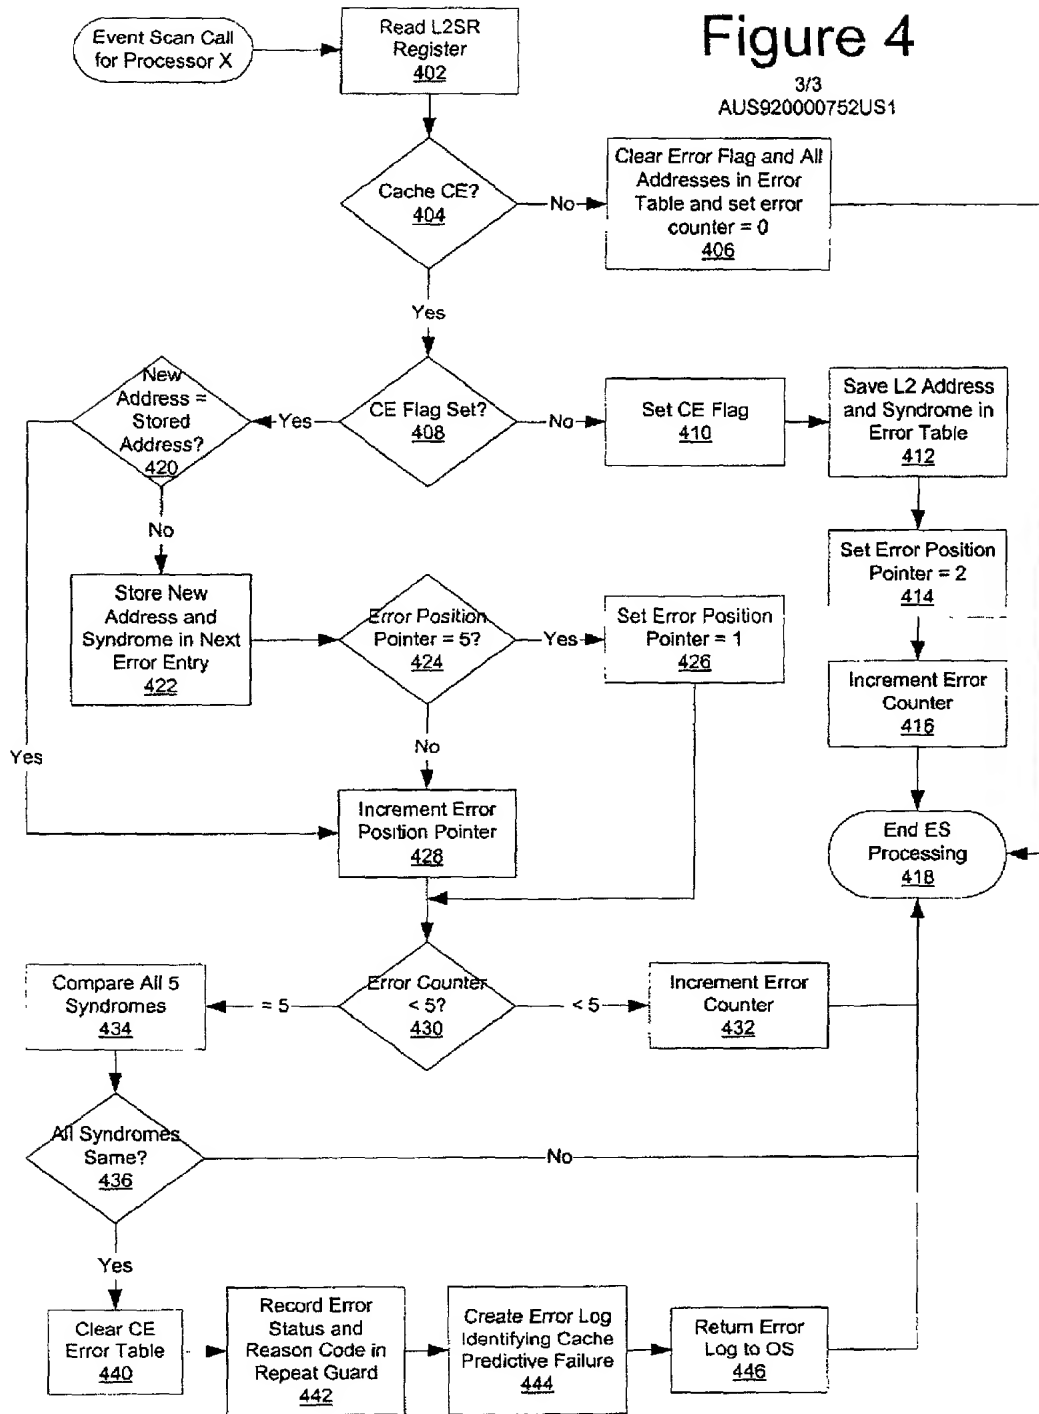 Figure 4
3/3
AUS920000752US1
Event Scan Call
for Processor X
Read L2SR
Register
402
Cache CE?
404
No
Clear Error Flag and All
Addresses in Error
Table and set error
counter = 0
406
Yes
New
Address =
Stored
Address?
420
Yes
CE Flag Set?
408
No
Set CE Flag
410
Save L2 Address
and Syndrome in
Error Table
412
No
Set Error Position
Pointer = 2
414
Store New
Address and
Syndrome in Next
Error Entry
422
Error Position
Pointer = 5?
424
Yes
Set Error Position
Pointer = 1
426
Increment Error
Counter
416
Yes
No
Increment Error
Position Pointer
428
End ES
Processing
418
Compare All 5
Syndromes
434
= 5
Error Counter
< 5?
430
< 5
Increment Error
Counter
432
All Syndromes
Same?
436
No
Yes
Clear CE
Error Table
440
Record Error
Status and
Reason Code in
Repeat Guard
442
Create Error Log
Identifying Cache
Predictive Failure
444
Return Error
Log to OS
446